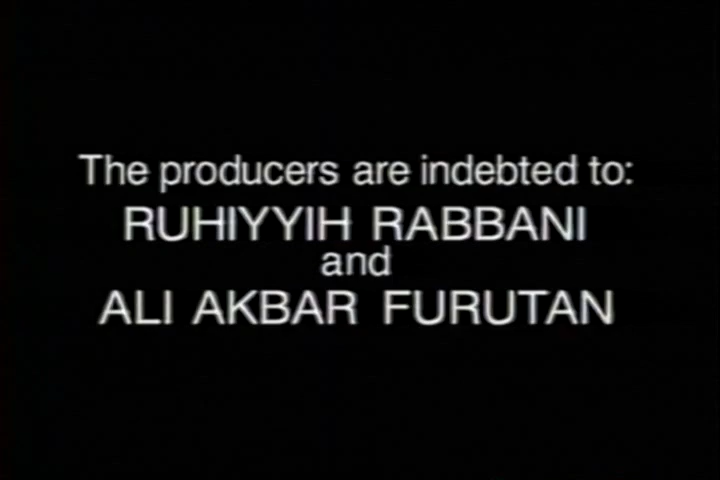 The producers are indebted to:
RUHIYYIH RABBANI
and
ALI AKBAR FURUTAN